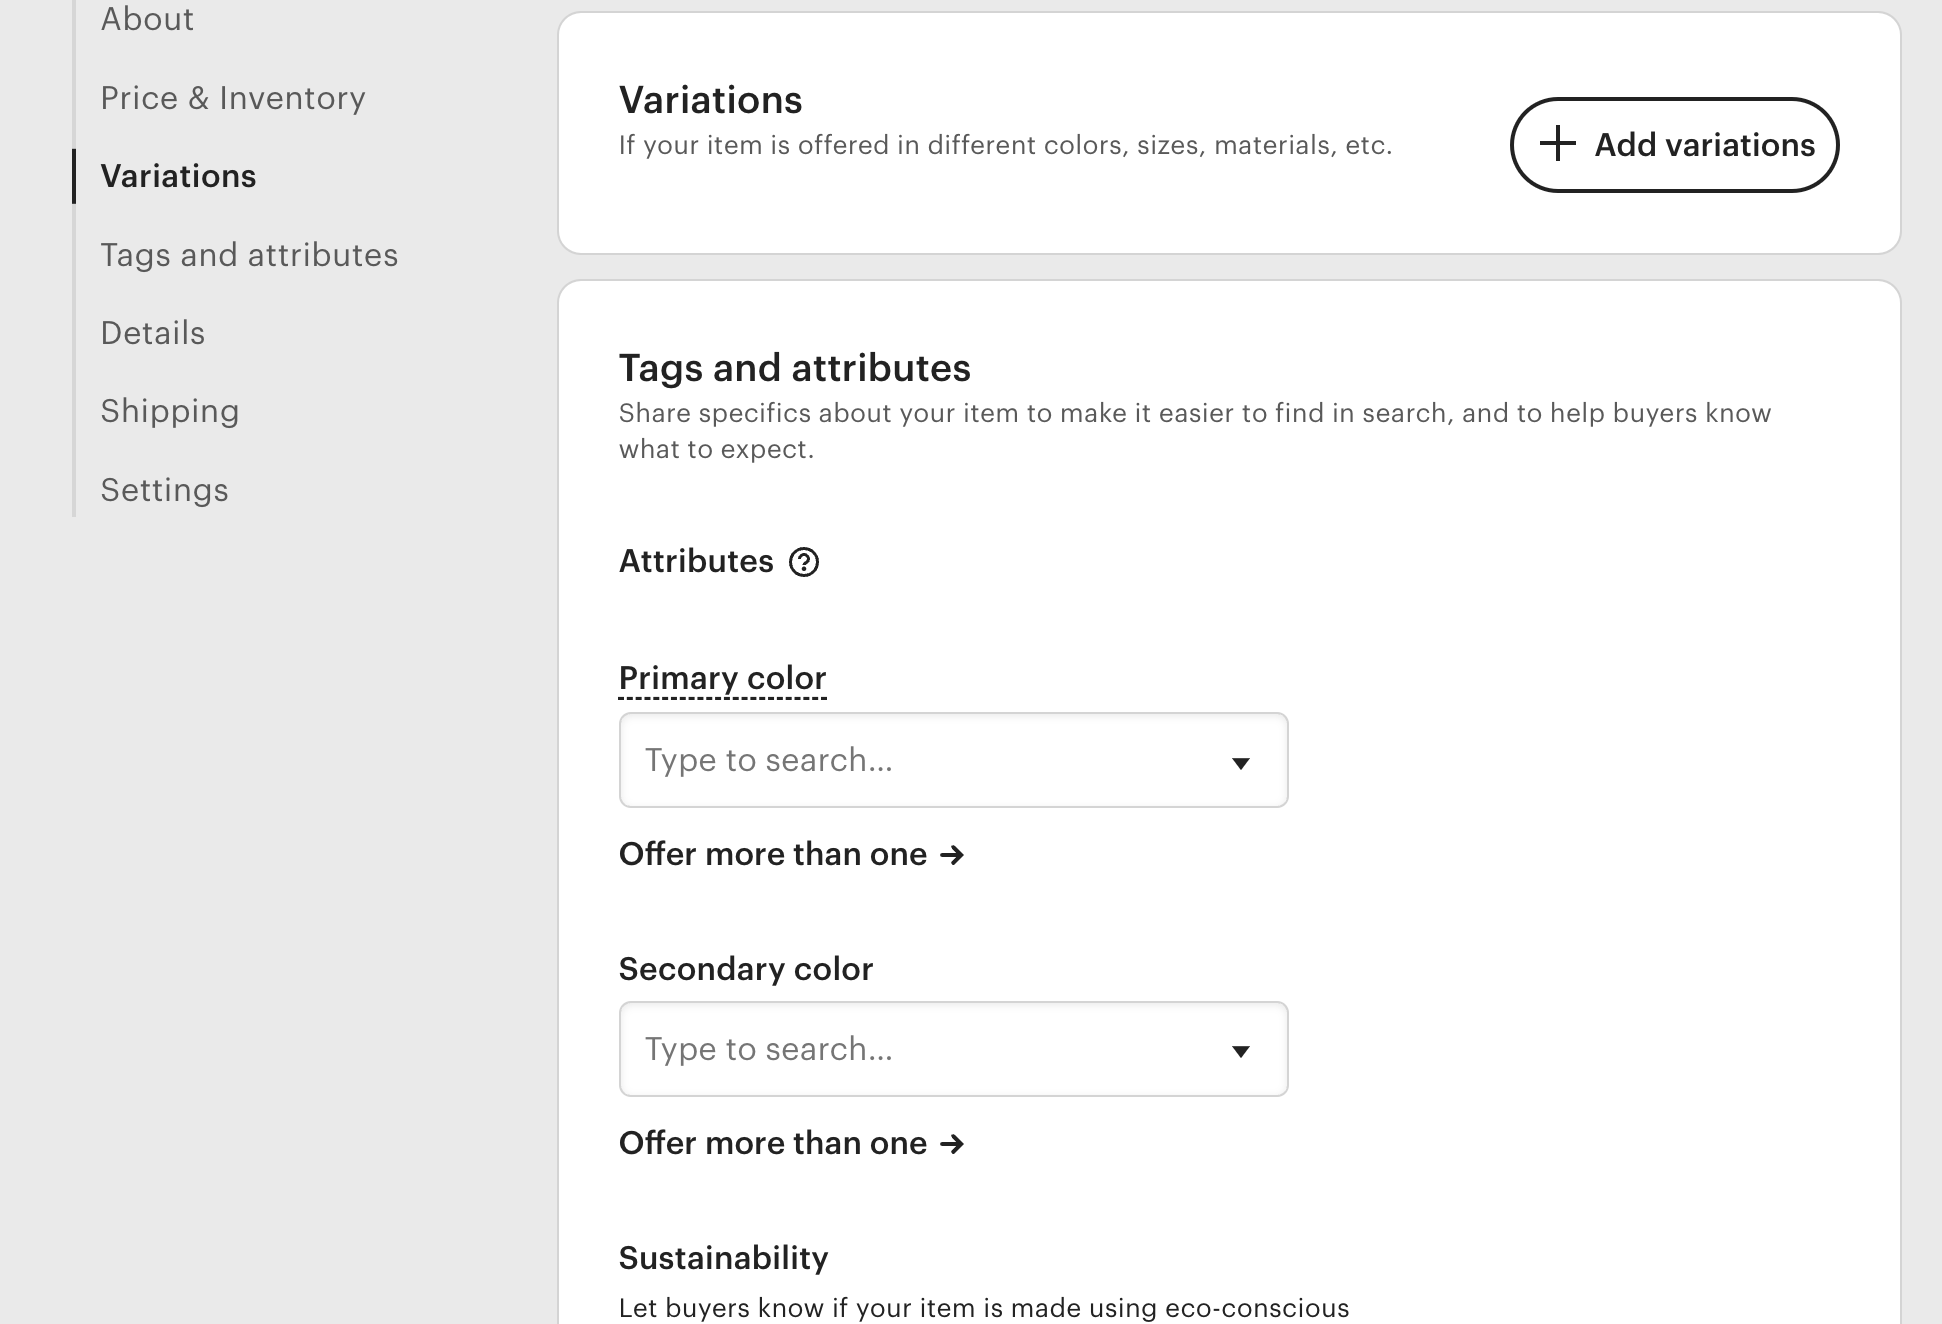 About
Price & Inventory
Variations
Tags and attributes
Details
Shipping
Settings
Variations
If your item is offered in different colors, sizes, materials, etc.
Add variations
Tags and attributes
Share specifics about your item to make it easier to find in search, and to help buyers know
what to expect.
Attributes ?
Primary color
Type to search...
Offer more than one →
Secondary color
Type to search...
Offer more than one →
Sustainability
Let buyers know if your item is made using eco-conscious